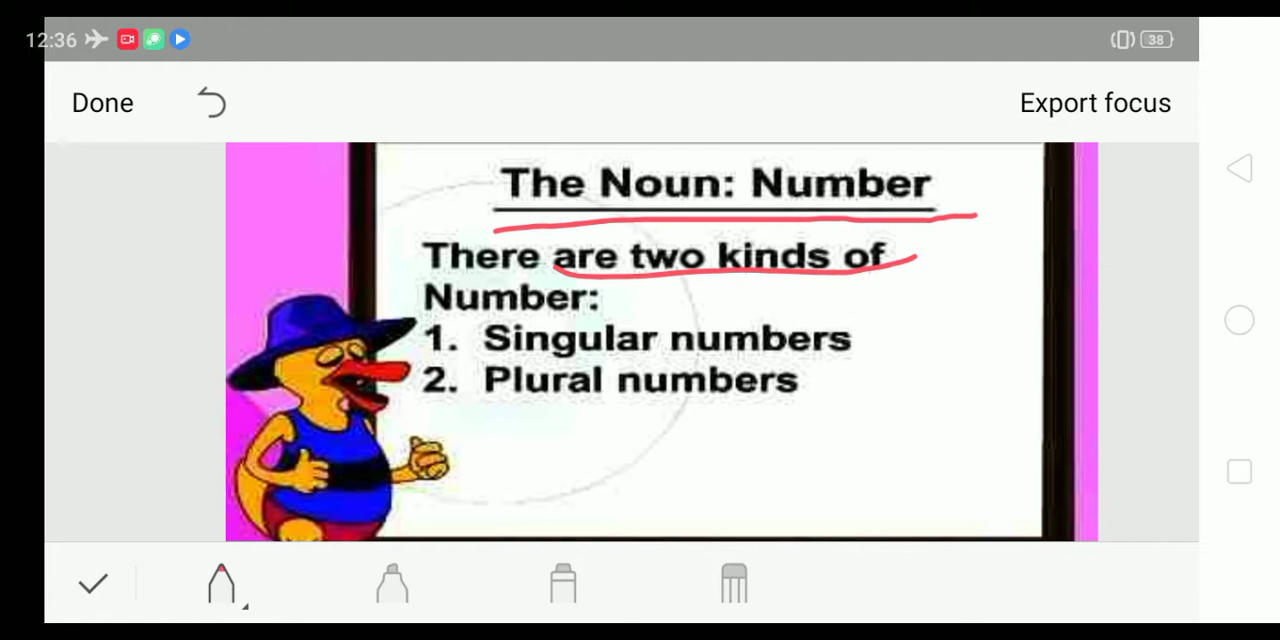 12:36
38
Done
Export focus
The Noun: Number
There are two kinds of
Number:
1. Singular numbers
2. Plural numbers